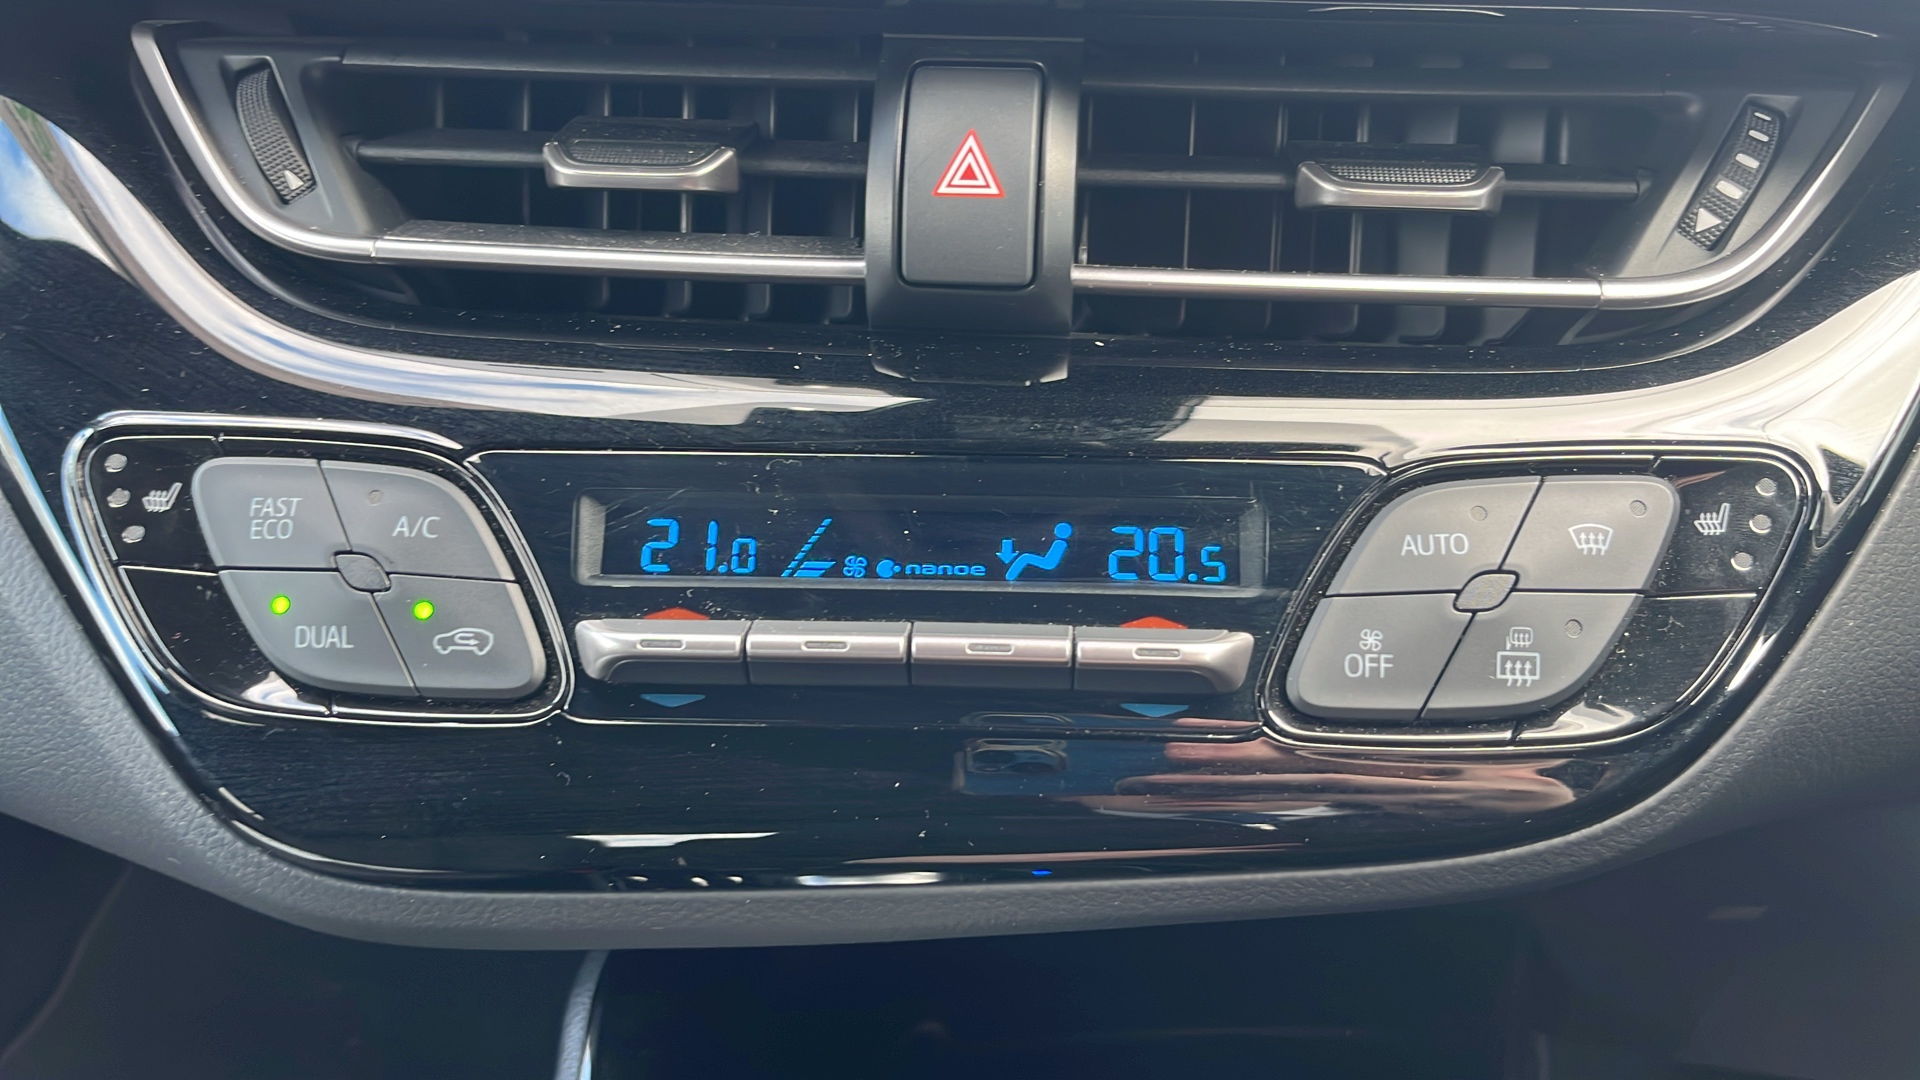 FAST
ECO
A/C
DUAL
21.0
nanoe
20.5
AUTO
OFF